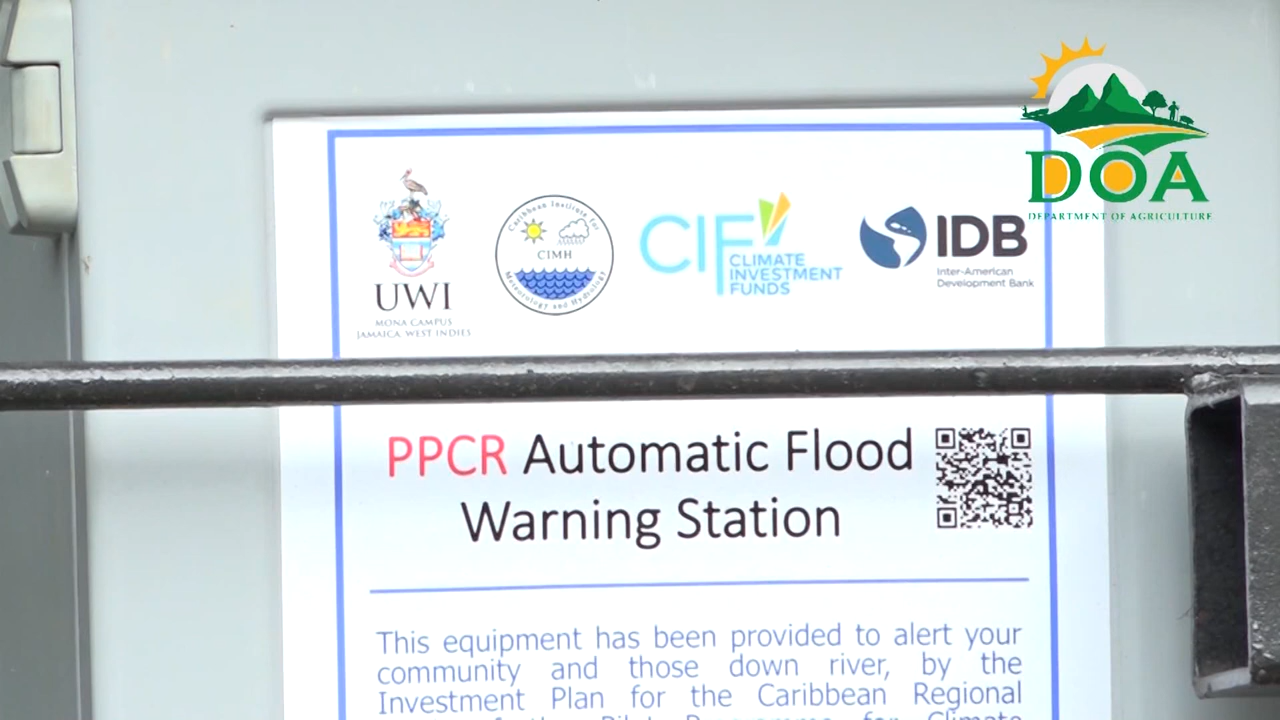 DOA
DEPARTMENT OF AGRICULTURE
UWI
MONA CAMPUS
JAMAICA, WEST INDIES
Caribbean Institute for
CIMH
Meteorology and Hydrology
CIF CLIMATE
INVESTMENT
FUNDS
IDB
Inter-American
Development Bank
PPCR Automatic Flood
Warning Station
This equipment has been provided to alert your
community and those down river, by the
Investment Plan for the Caribbean Regional